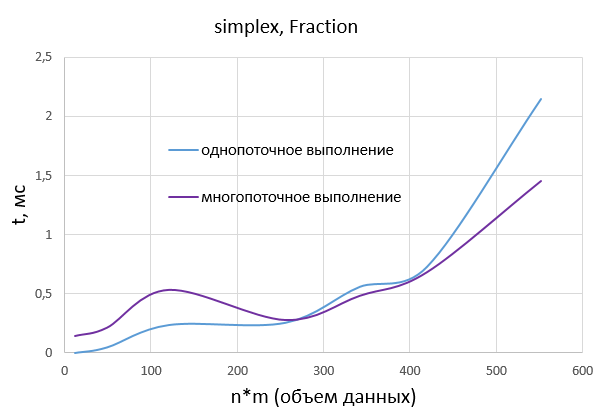 simplex, Fraction
2,5
2
1,5
1
0,5
0
t, мс
однопоточное выполнение
многопоточное выполнение
0 100 200 300 400 500 600
n*m (объем данных)